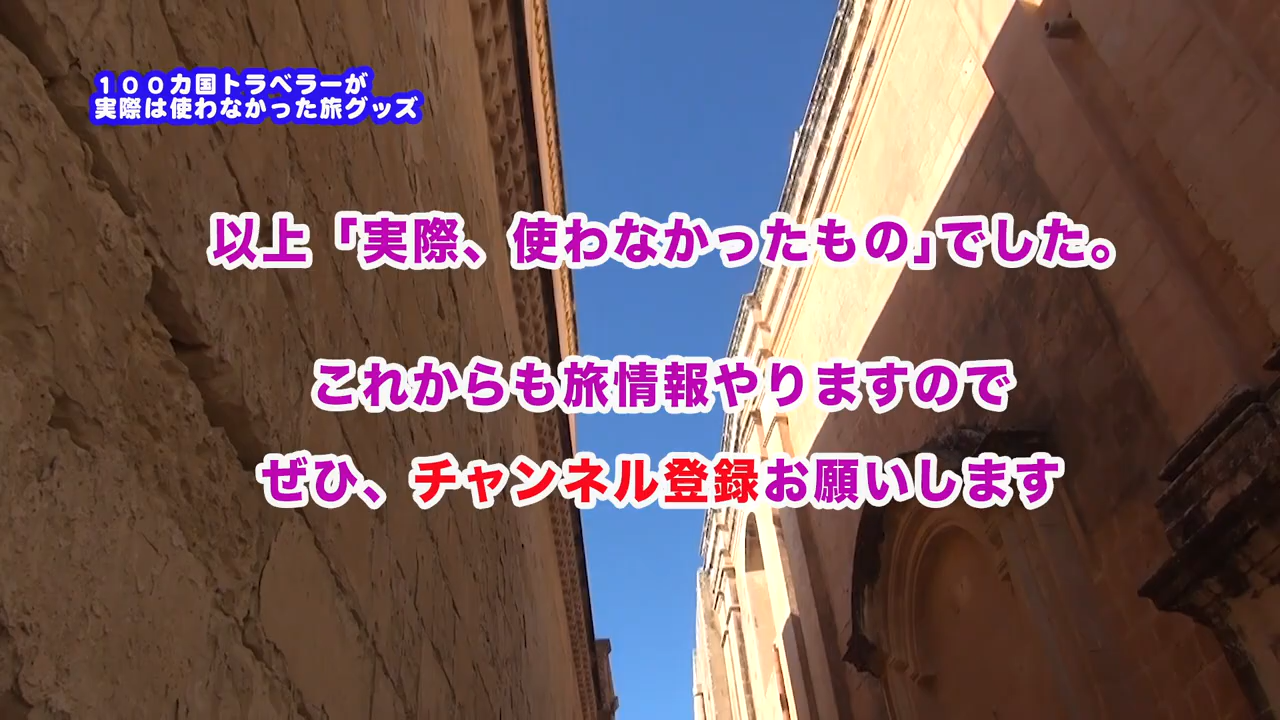 １００カ国トラベラーが
実際は使わなかった旅グッズ
以上「実際、使わなかったもの」でした。
これからも旅情報やりますので
ぜひ、チャンネル登録お願いします